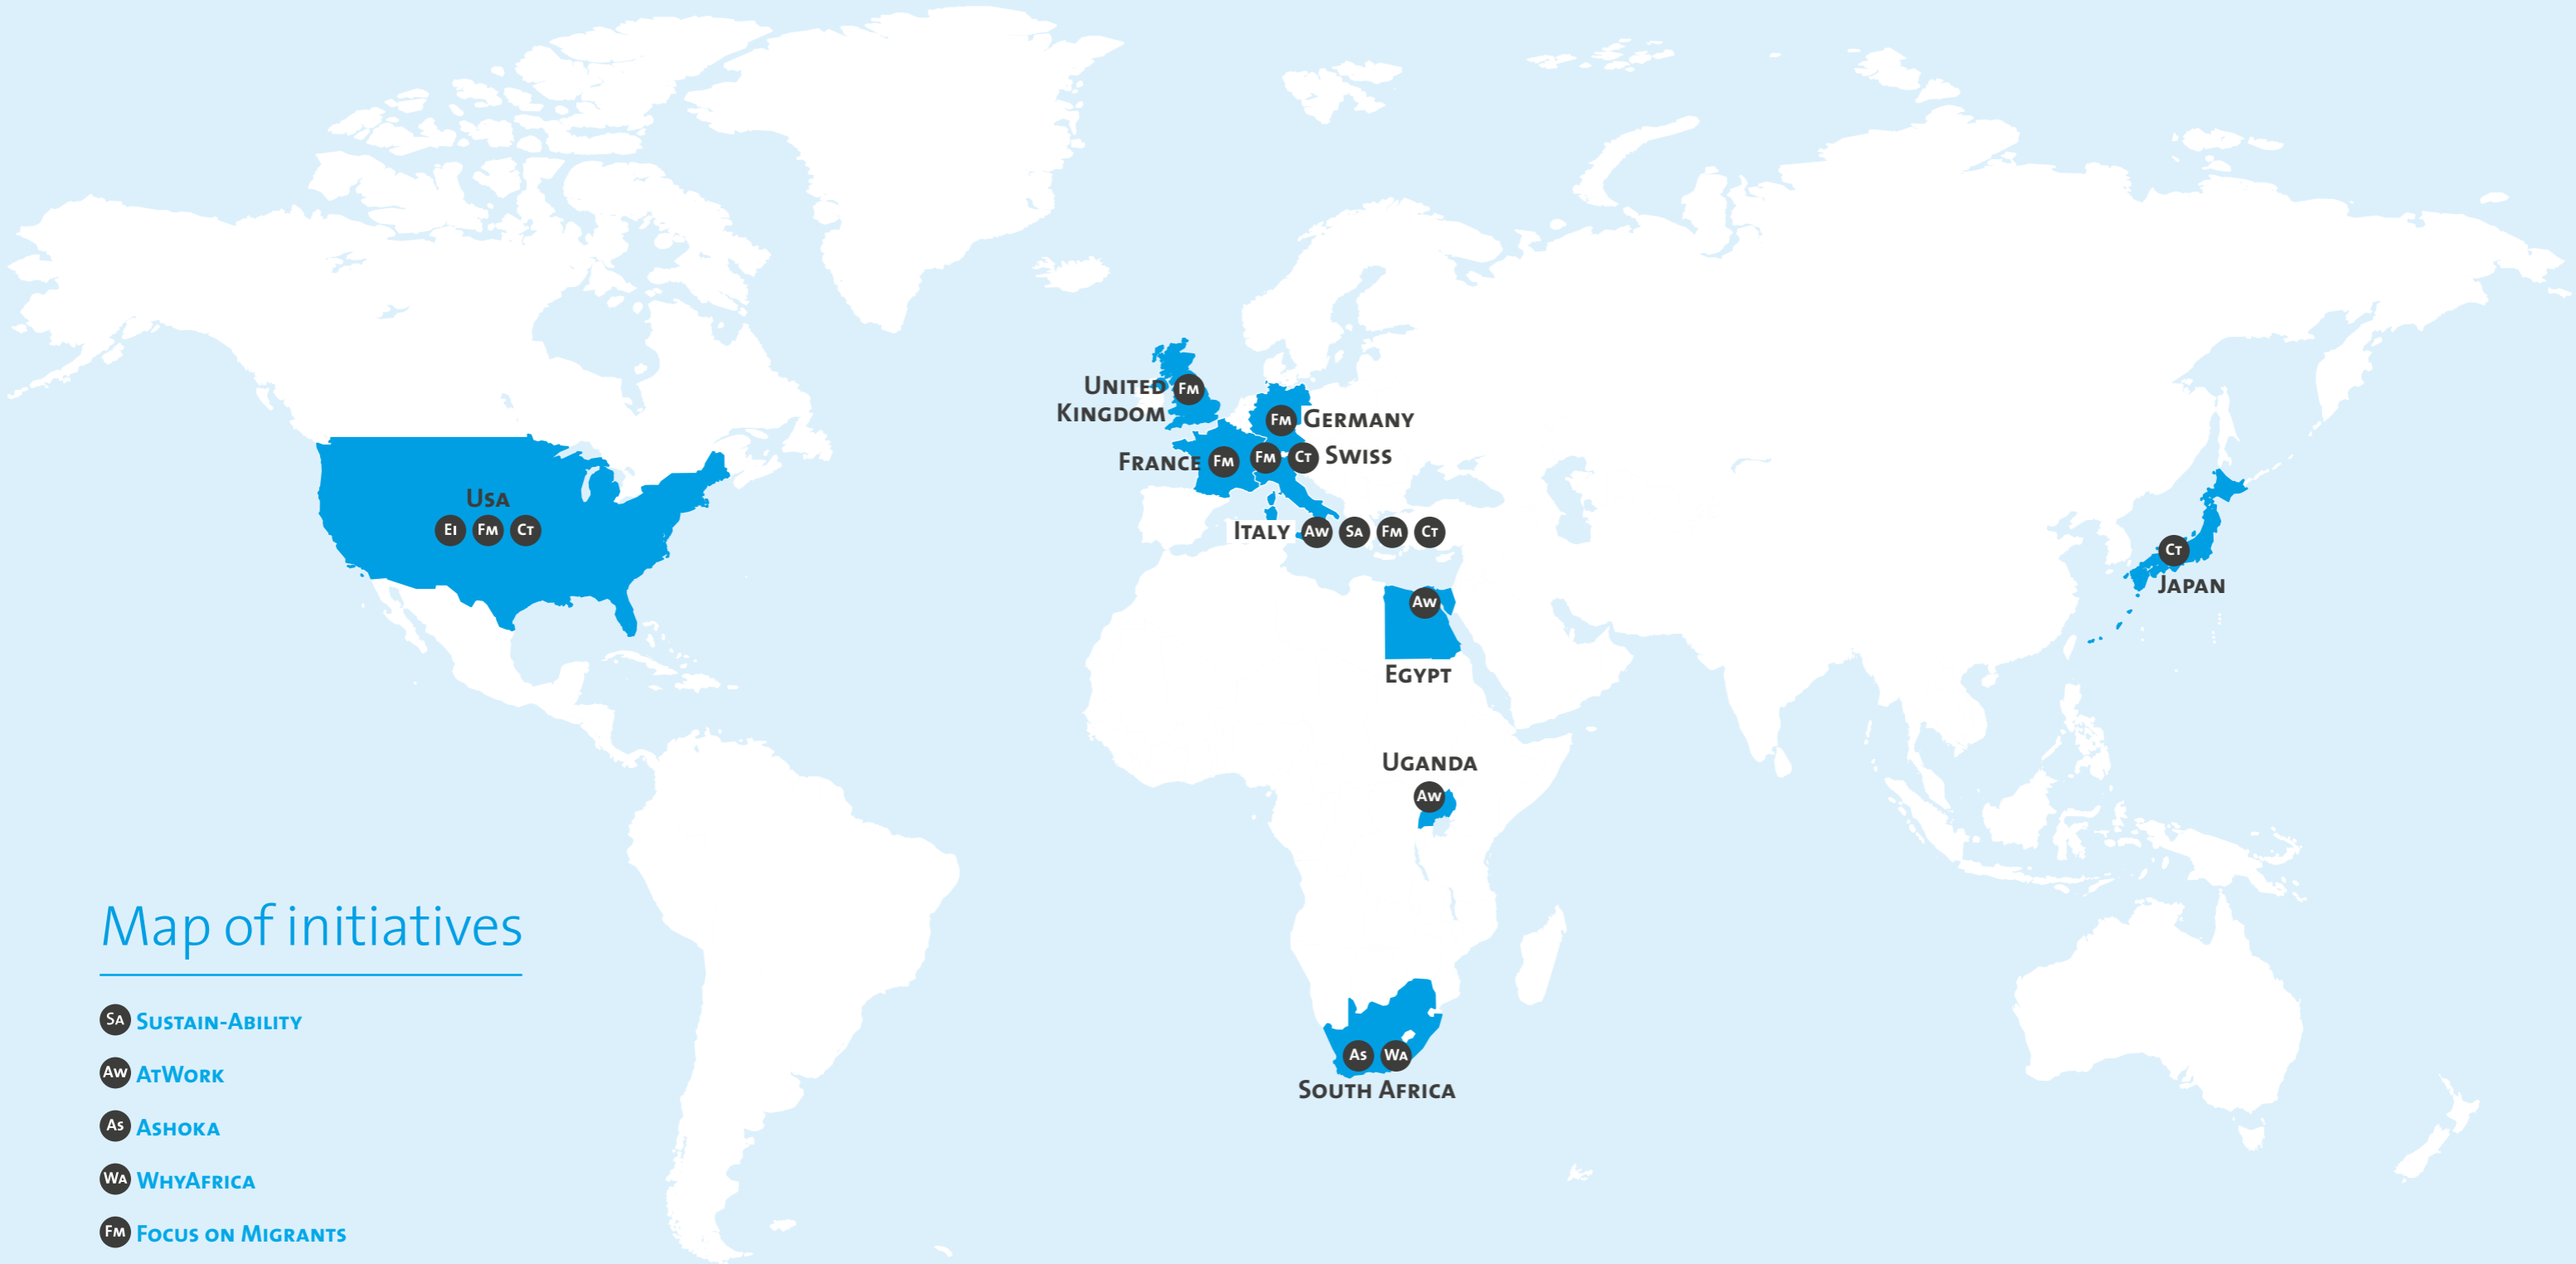 United
Kingdom
Fm
Fm Germany
France Fm
Fm Ct Swiss
Usa
Ei Fm Ct
Italy Aw Sa Fm Ct
Ct
Japan
Aw
Egypt
Uganda
Aw
As Wa
South Africa
Map of initiatives
Sa Sustain-Ability
Aw AtWork
As Ashoka
Wa WhyAfrica
Fm Focus on Migrants